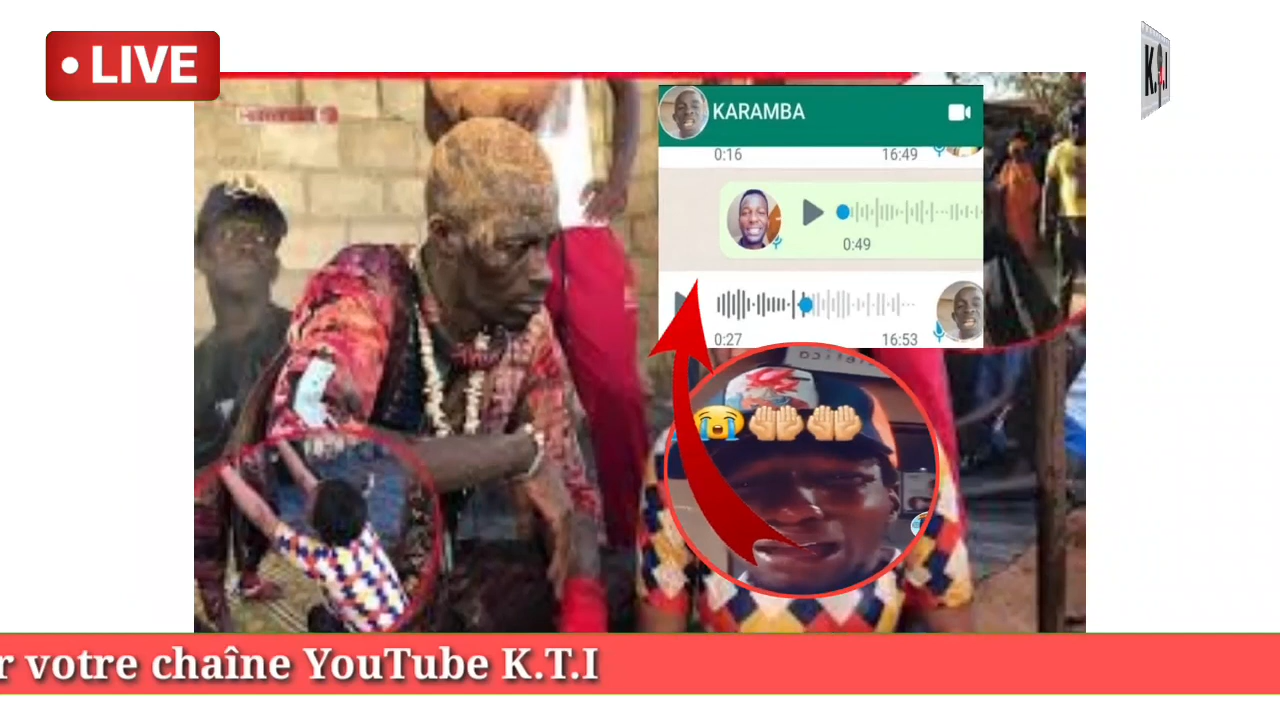 LIVE
K.T.I
KARAMBA
0:16 16:49
0:49
0:27 16:53
r votre chaîne YouTube K.T.I